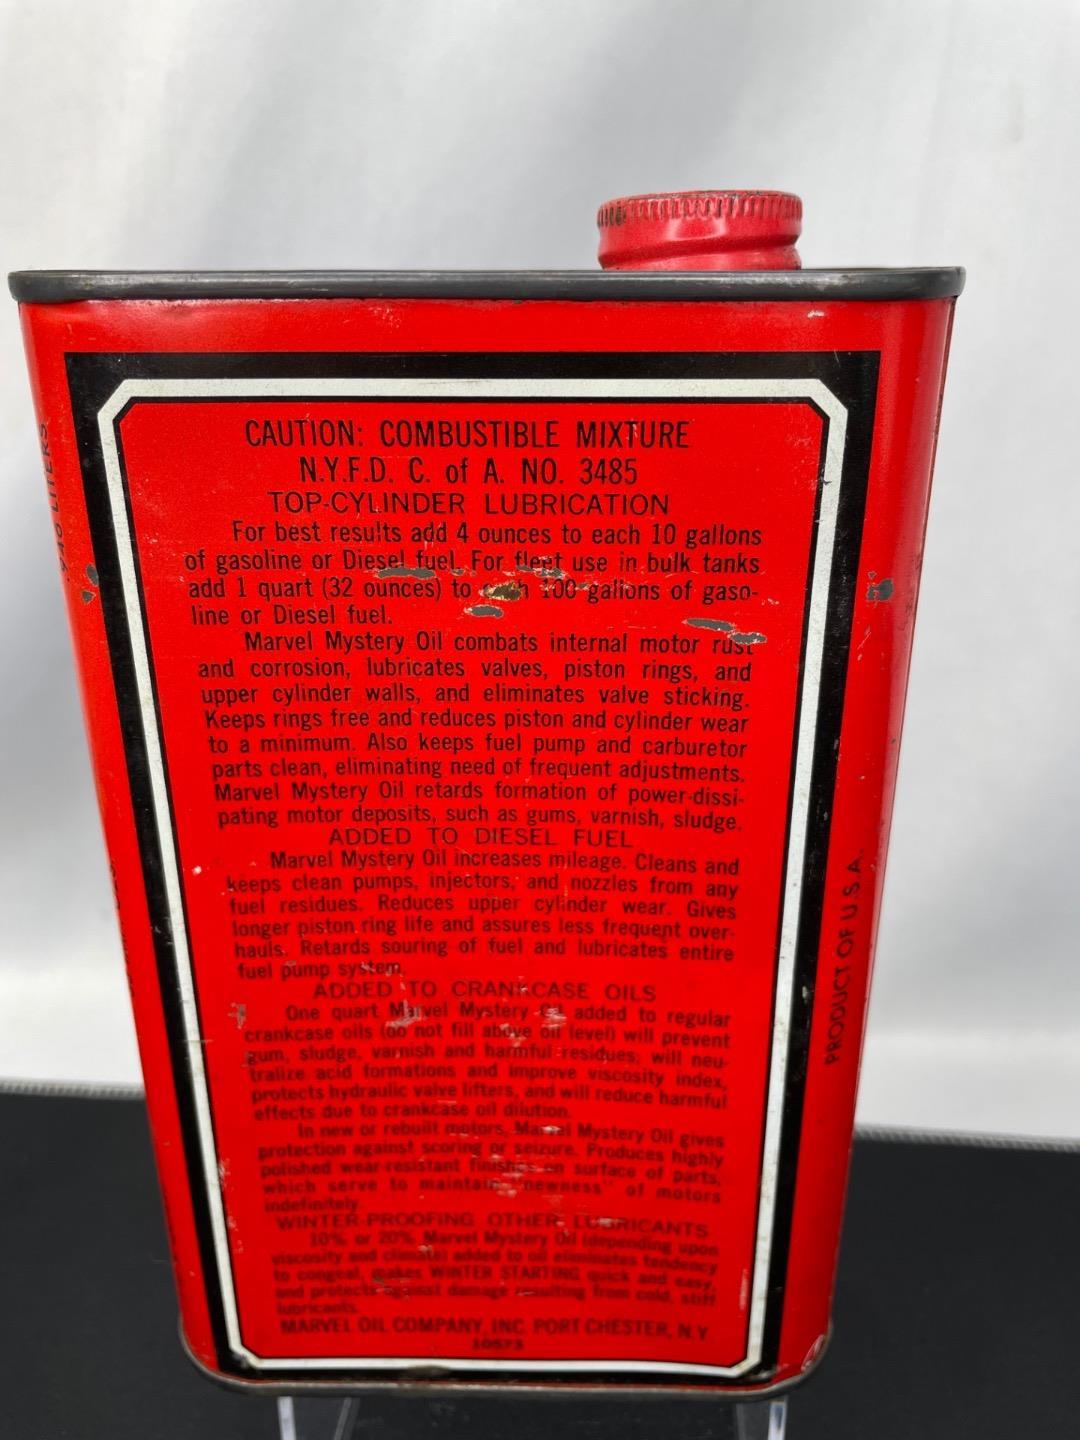 CAUTION: COMBUSTIBLE MIXTURE
N.Y.F.D. C. of A. NO. 3485
TOP-CYLINDER LUBRICATION
For best results add 4 ounces to each 10 gallons
of gasoline or Diesel fuel. For fleet use in bulk tanks
add 1 quart (32 ounces) to each 100 gallons of gaso-
line or Diesel fuel.
Marvel Mystery Oil combats internal motor rust
and corrosion, lubricates valves, piston rings, and
upper cylinder walls, and eliminates valve sticking.
Keeps rings free and reduces piston and cylinder wear
to a minimum. Also keeps fuel pump and carburetor
parts clean, eliminating need of frequent adjustments.
Marvel Mystery Oil retards formation of power-dissi-
pating motor deposits, such as gums, varnish, sludge.
ADDED TO DIESEL FUEL
Marvel Mystery Oil increases mileage. Cleans and
keeps clean pumps, injectors, and nozzles from any
fuel residues. Reduces upper cylinder wear. Gives
longer piston ring life and assures less frequent over-
hauls. Retards souring of fuel and lubricates entire
fuel pump system.
ADDED TO CRANKCASE OILS
One quart Marvel Mystery Oil added to regular
crankcase oils (do not fill above oil level) will prevent
gum, sludge, varnish and harmful residues; will neu-
tralize acid formations and improve viscosity index,
protects hydraulic valve lifters, and will reduce harmful
effects due to crankcase oil dilution.
In new or rebuilt motors, Marvel Mystery Oil gives
protection against scoring or seizure. Produces highly
polished wear-resistant finishes on surface of parts,
which serve to maintain "newness" of motors
indefinitely.
WINTER-PROOFING OTHER LUBRICANTS
10% or 20% Marvel Mystery Oil (depending upon
viscosity and climate) added to oil eliminates tendency
to congeal, makes WINTER STARTING quick and easy,
and protects against damage resulting from cold, stiff
lubricants.
MARVEL OIL COMPANY, INC. PORT CHESTER, N.Y.
10573
PRODUCT OF U.S.A.
.946 LITERS